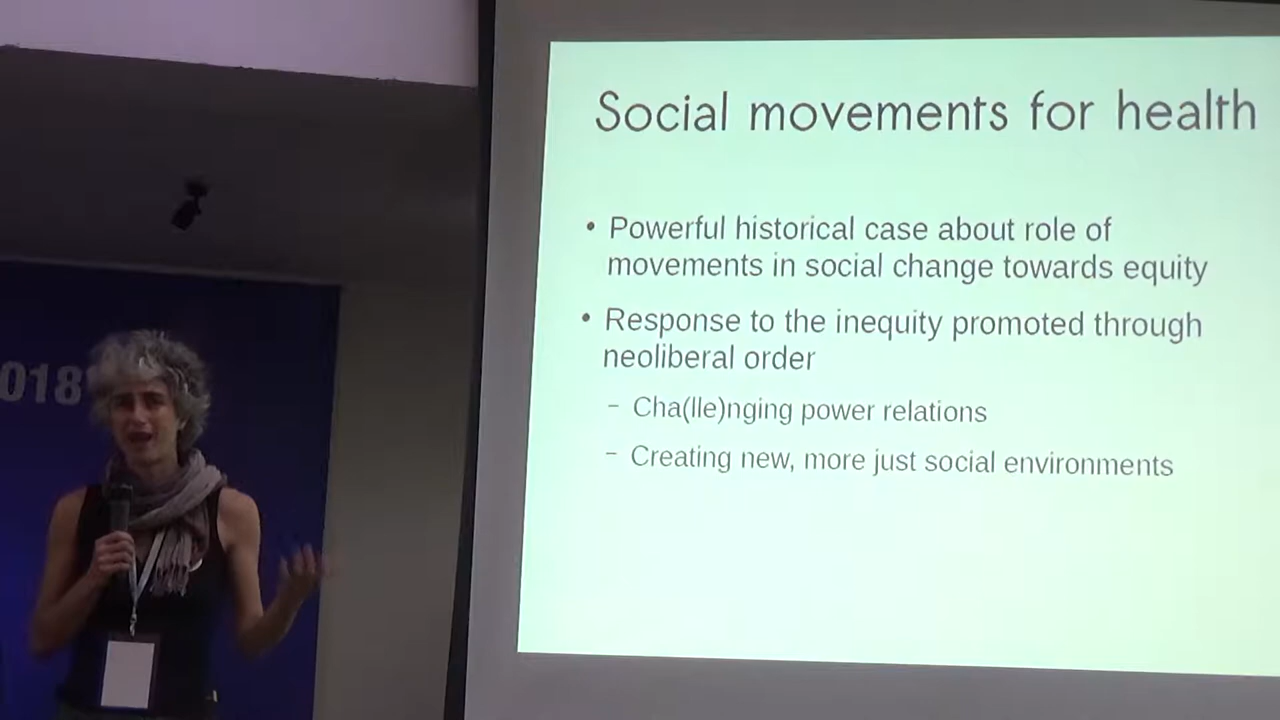 Social movements for health
• Powerful historical case about role of
movements in social change towards equity
• Response to the inequity promoted through
neoliberal order
– Cha(lle)nging power relations
– Creating new, more just social environments
018